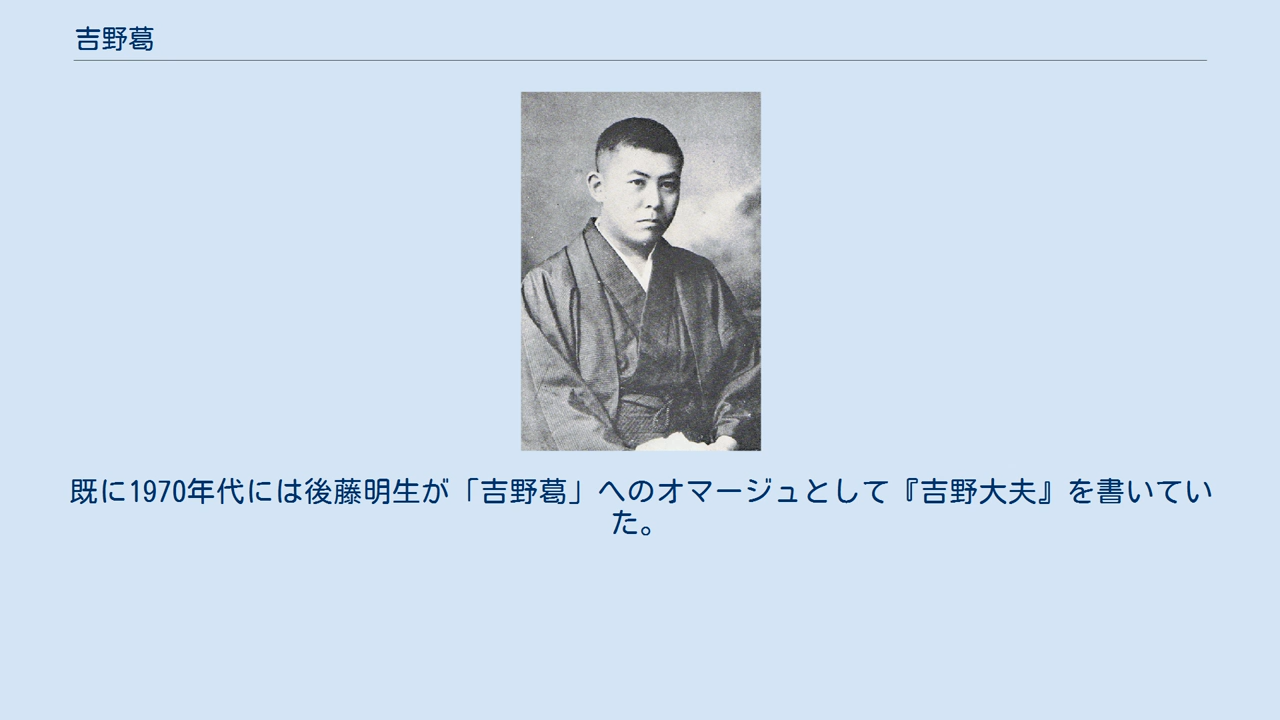 吉野葛
既に1970年代には後藤明生が「吉野葛」へのオマージュとして『吉野大夫』を書いてい
た。